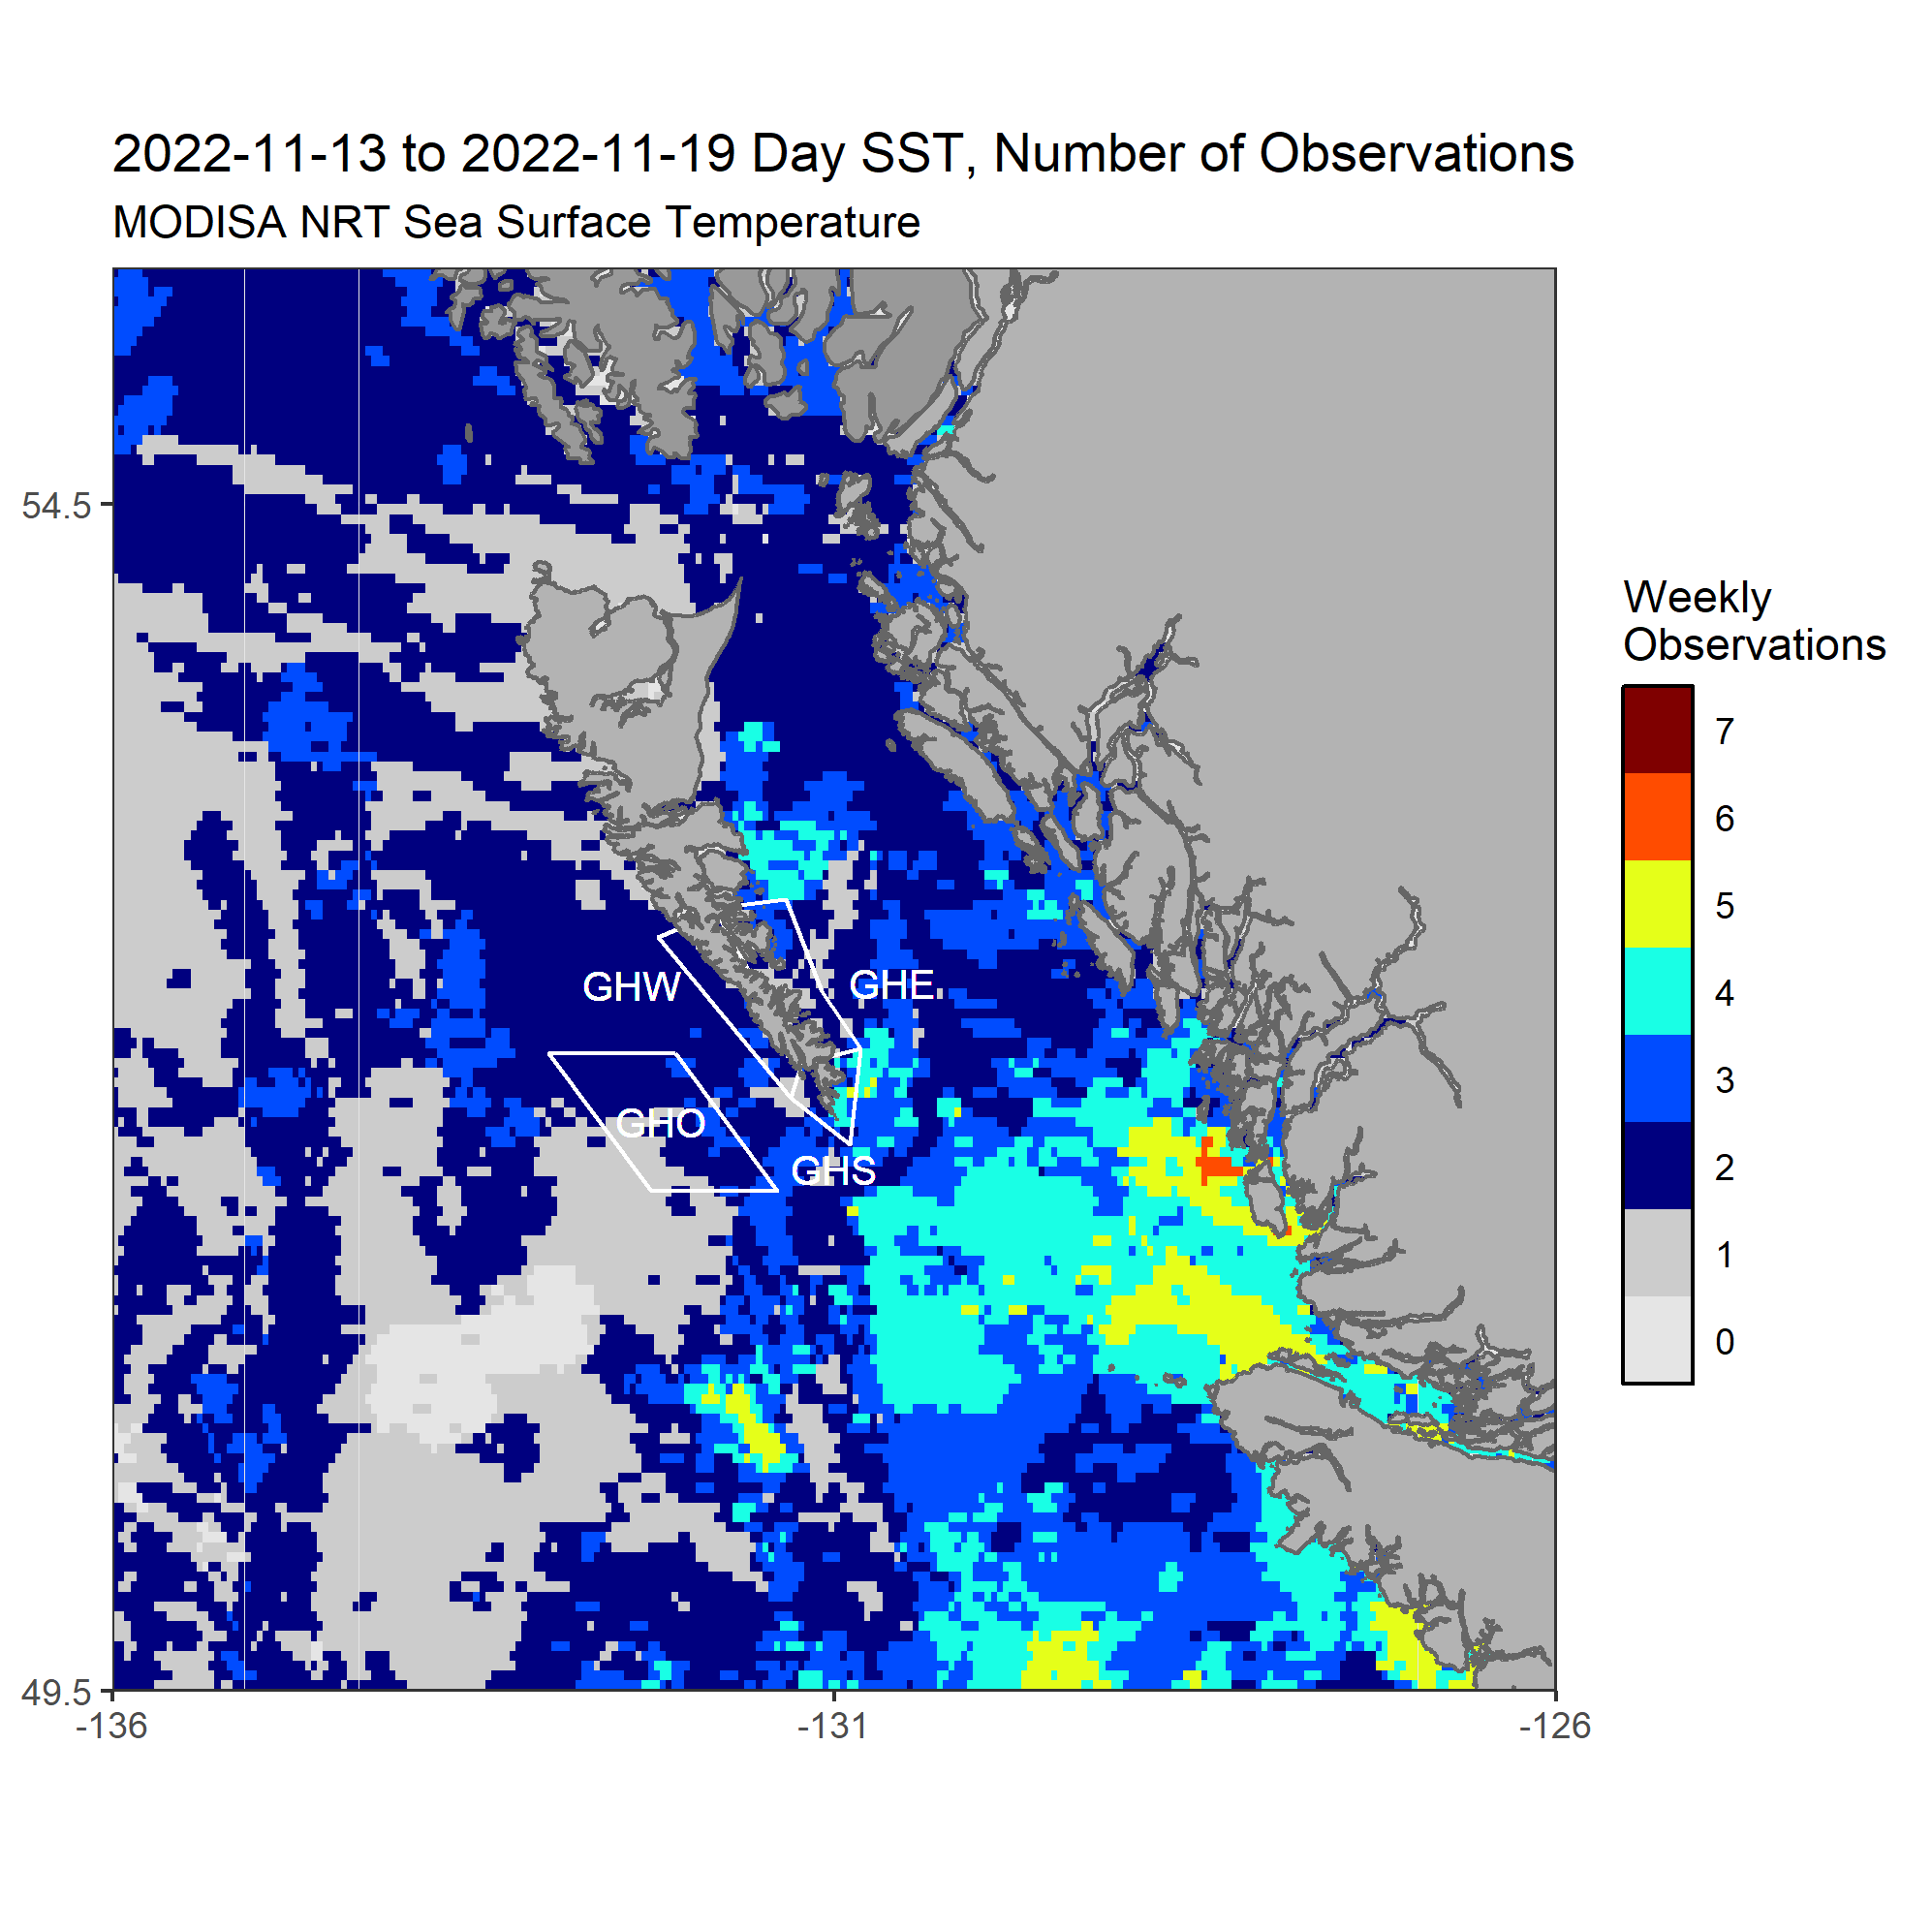 2022-11-13 to 2022-11-19 Day SST, Number of Observations
MODISA NRT Sea Surface Temperature
54.5
49.5
-136
-131
-126
GHW
GHE
GHO
GHS
Weekly
Observations
7
6
5
4
3
2
1
0